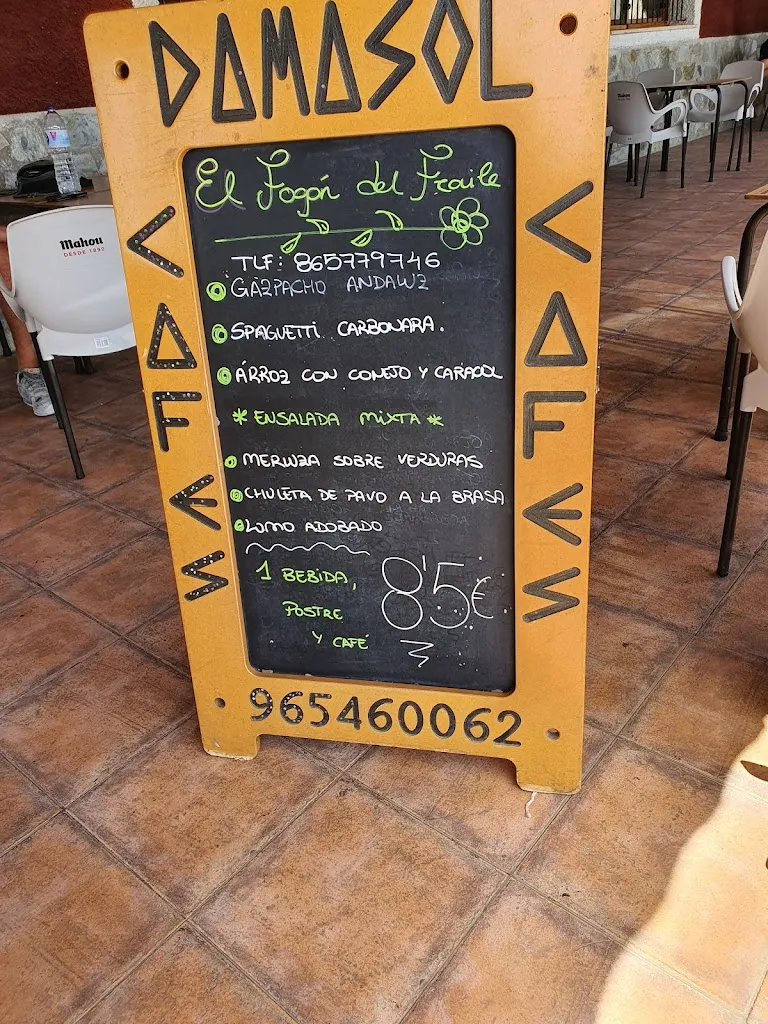 DAMASOL
El Fogón del Fraile
TLF: 865779746
GAZPACHO ANDALUZ
SPAGUETTI CARBONARA.
ÁRROZ CON CONEJO Y CARACOL
* ENSALADA MIXTA *
MERLUZA SOBRE VERDURAS
CHULETA DE PAVO A LA BRASA
LOMO ADOBADO
1 BEBIDA,
POSTRE
Y CAFÉ
8'5€
CAFES
CAFES
965460062
Mahou
DESDE 1890
Mahou